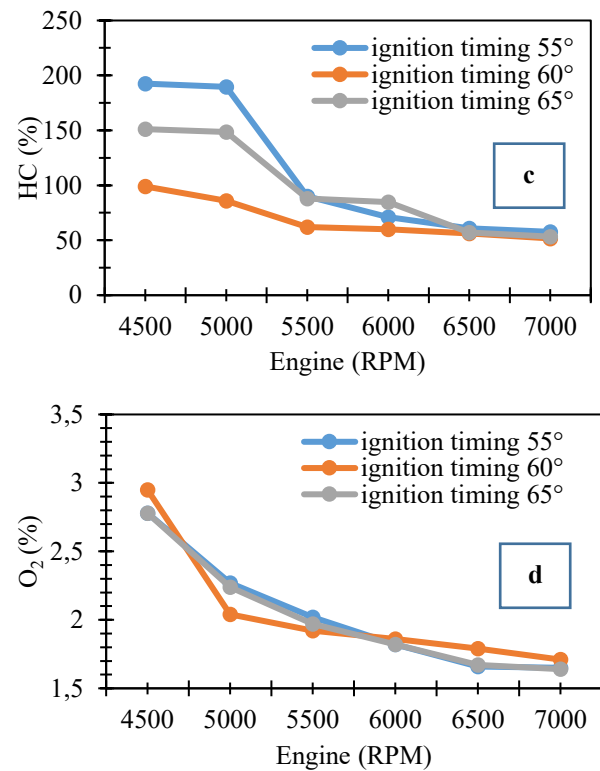 250
200
150
100
50
0
HC (%)
ignition timing 55°
ignition timing 60°
ignition timing 65°
c
4500 5000 5500 6000 6500 7000
Engine (RPM)
3,5
3
2,5
2
1,5
O₂ (%)
ignition timing 55°
ignition timing 60°
ignition timing 65°
d
4500 5000 5500 6000 6500 7000
Engine (RPM)